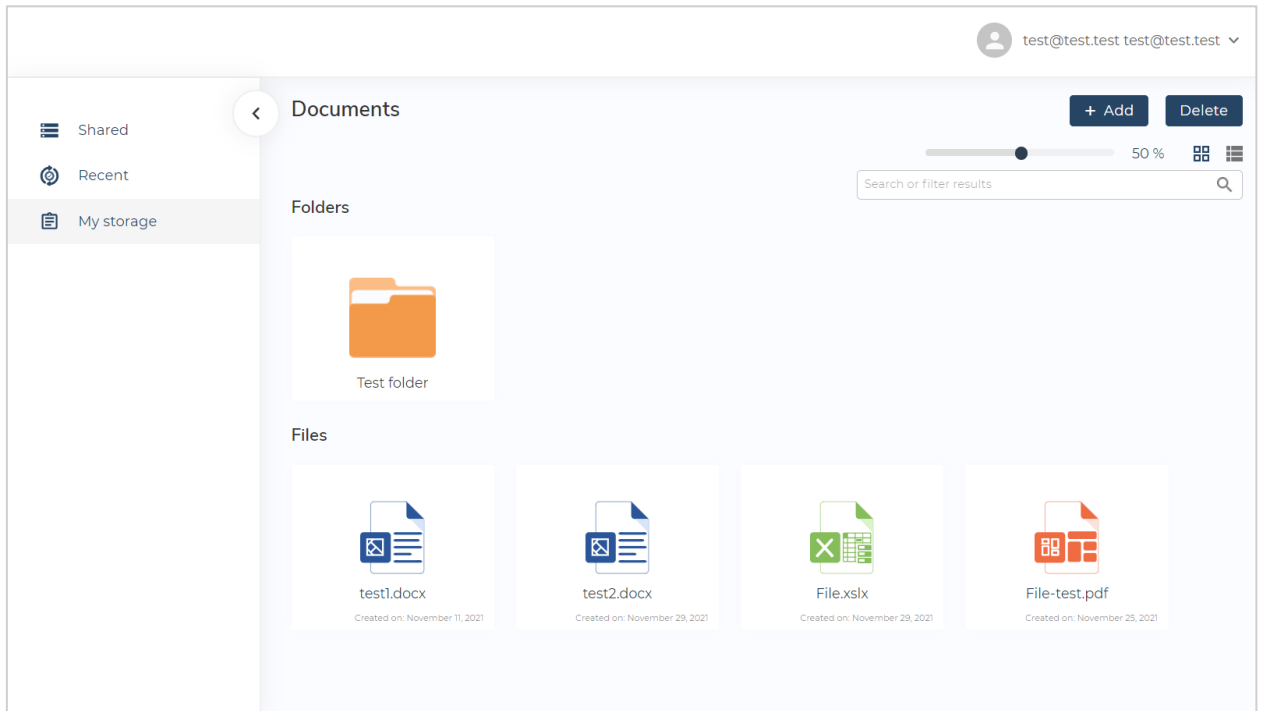 test@test.test test@test.test
Shared
Recent
My storage
Documents
+ Add
Delete
50 %
Search or filter results
Folders
Test folder
Files
test1.docx
Created on: November 11, 2021
test2.docx
Created on: November 29, 2021
File.xslx
Created on: November 29, 2021
File-test.pdf
Created on: November 25, 2021